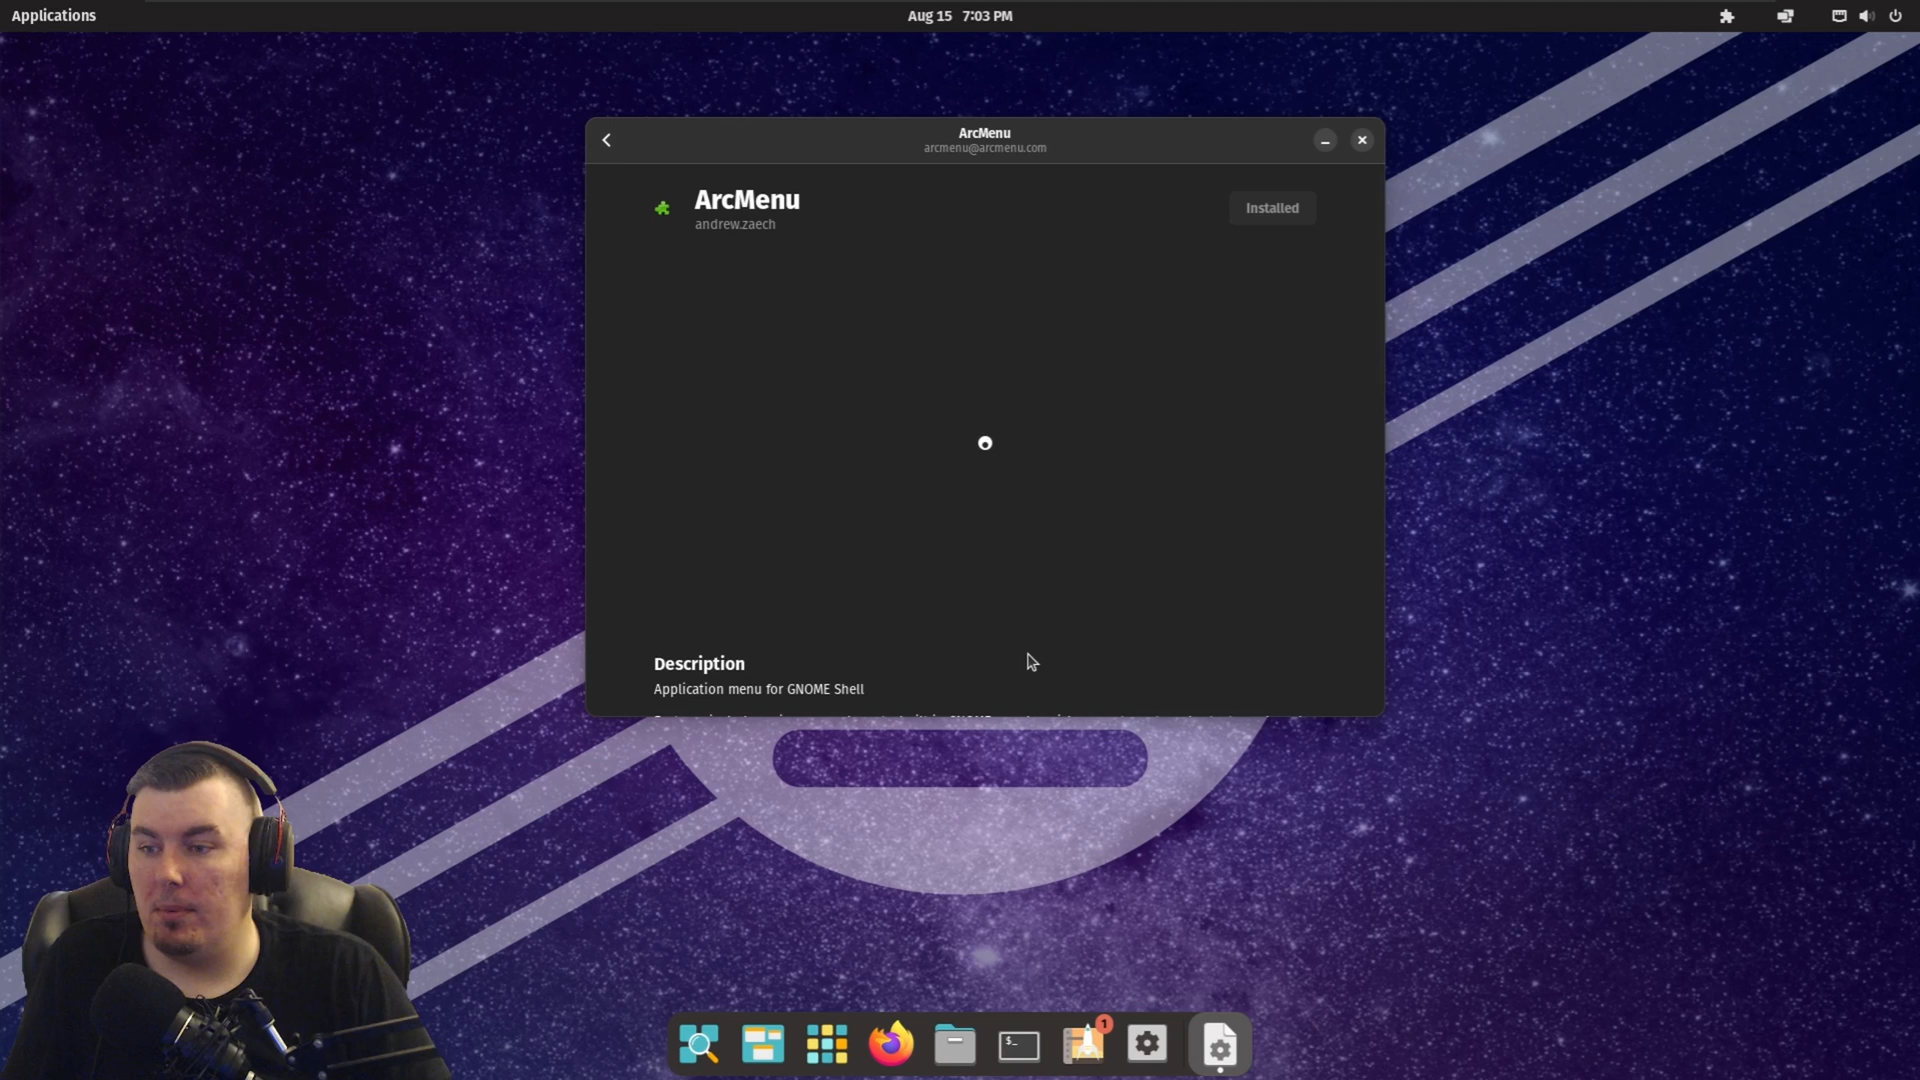 Applications
Aug 15 7:03 PM
ArcMenu
arcmenu@arcmenu.com
ArcMenu
andrew.zaech
Installed
Description
Application menu for GNOME Shell
$_
1